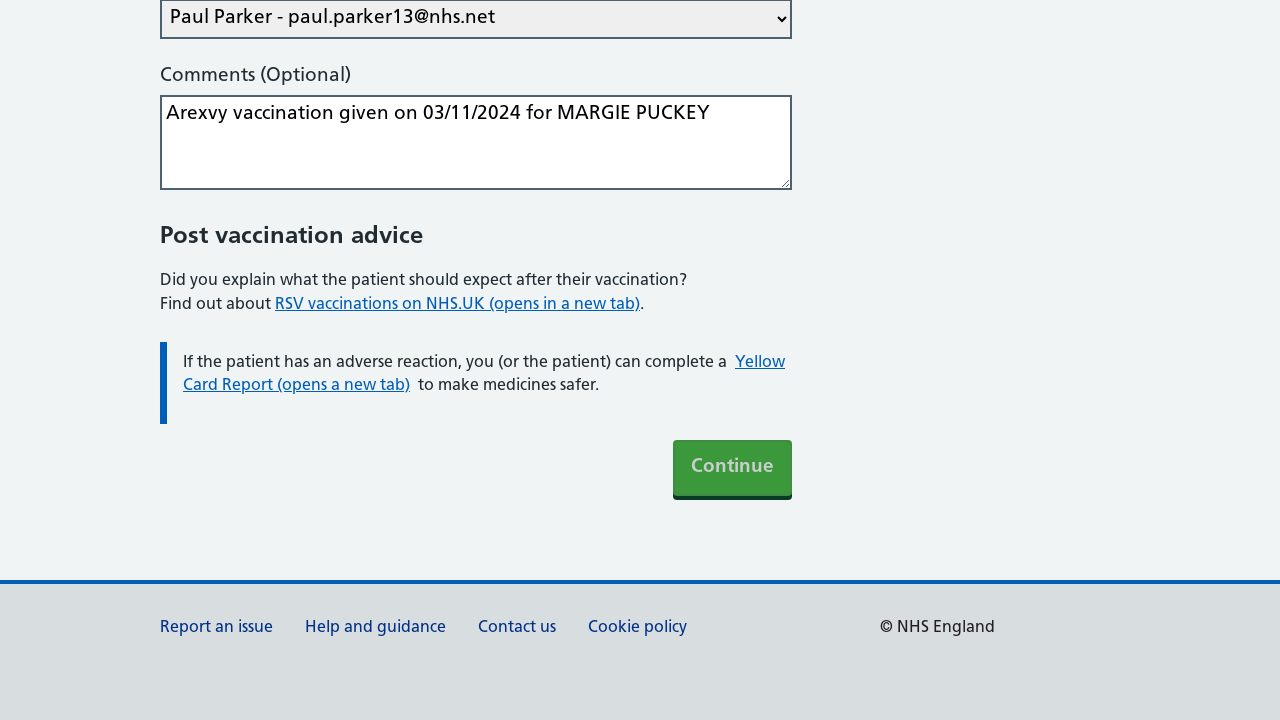 Paul Parker - paul.parker13@nhs.net
Comments (Optional)
Arexvy vaccination given on 03/11/2024 for MARGIE PUCKEY
Post vaccination advice
Did you explain what the patient should expect after their vaccination?
Find out about RSV vaccinations on NHS.UK (opens in a new tab).
If the patient has an adverse reaction, you (or the patient) can complete a Yellow
Card Report (opens a new tab) to make medicines safer.
Continue
Report an issue Help and guidance Contact us Cookie policy © NHS England